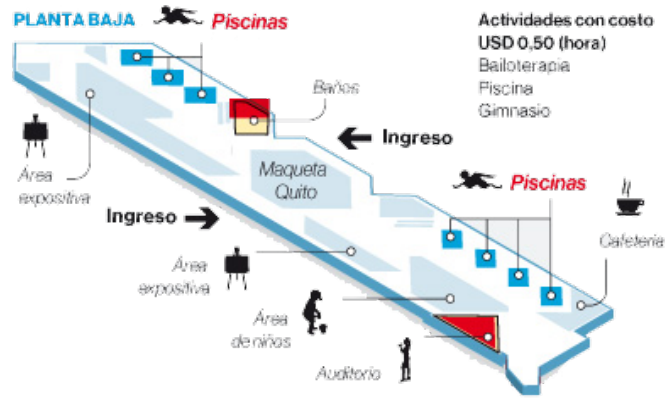 PLANTA BAJA
Piscinas
Actividades con costo
USD 0,50 (hora)
Bailoterapia
Piscina
Gimnasio
Baños
Ingreso
Maqueta
Quito
Piscinas
Área
expositiva
Ingreso
Cafetería
Área
expositiva
Área
de niños
Auditorio